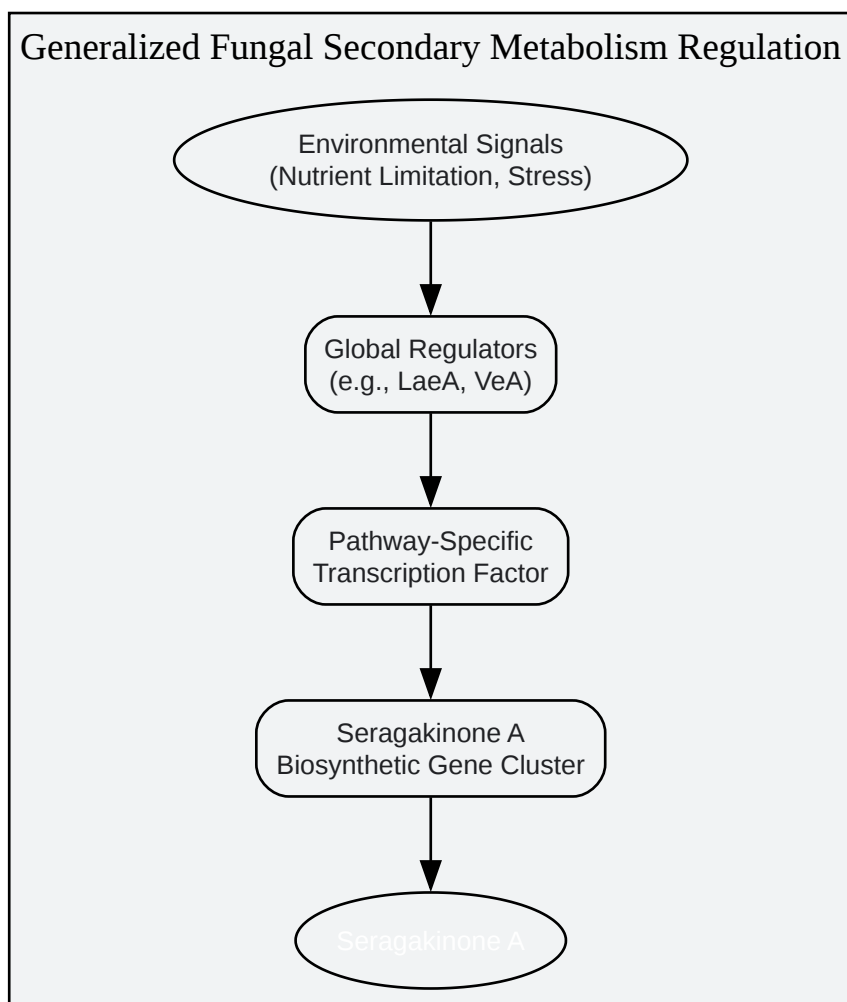 Generalized Fungal Secondary Metabolism Regulation
Environmental Signals
(Nutrient Limitation, Stress)
Global Regulators
(e.g., LaeA, VeA)
Pathway-Specific
Transcription Factor
Seragakinone A
Biosynthetic Gene Cluster
Seragakinone A